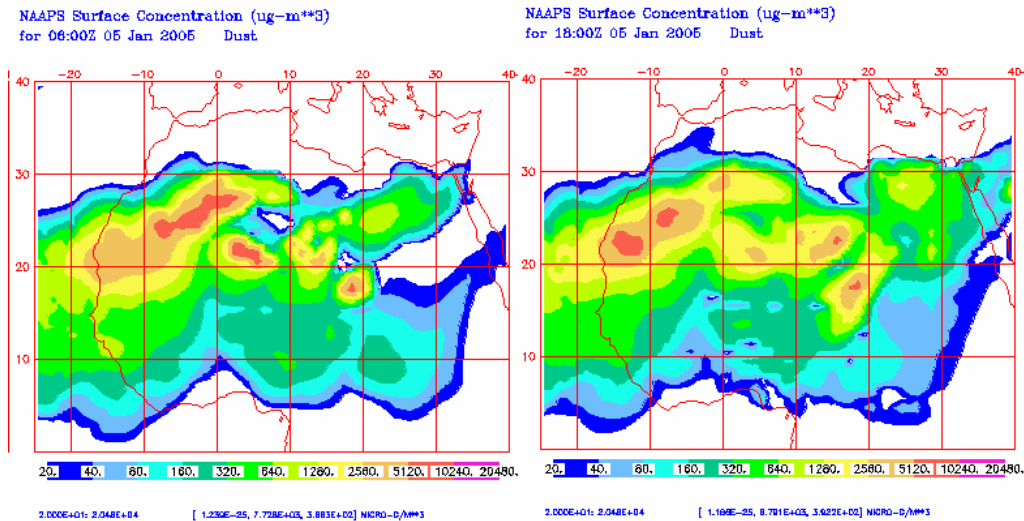 NAAPS Surface Concentration (ug-m**3)
for 06:00Z 05 Jan 2005 Dust
-20 -10 0 10 20 30 40
40
30
20
10
20. 40. 80. 160. 320. 640. 1280. 2560. 5120. 10240. 20480.
2.000E+01: 2.048E+04
NAAPS Surface Concentration (ug-m**3)
for 18:00Z 05 Jan 2005 Dust
-20 -10 0 10 20 30 40
40
30
20
10
20. 40. 80. 160. 320. 640. 1280. 2560. 5120. 10240. 20480.
2.000E+01: 2.048E+04